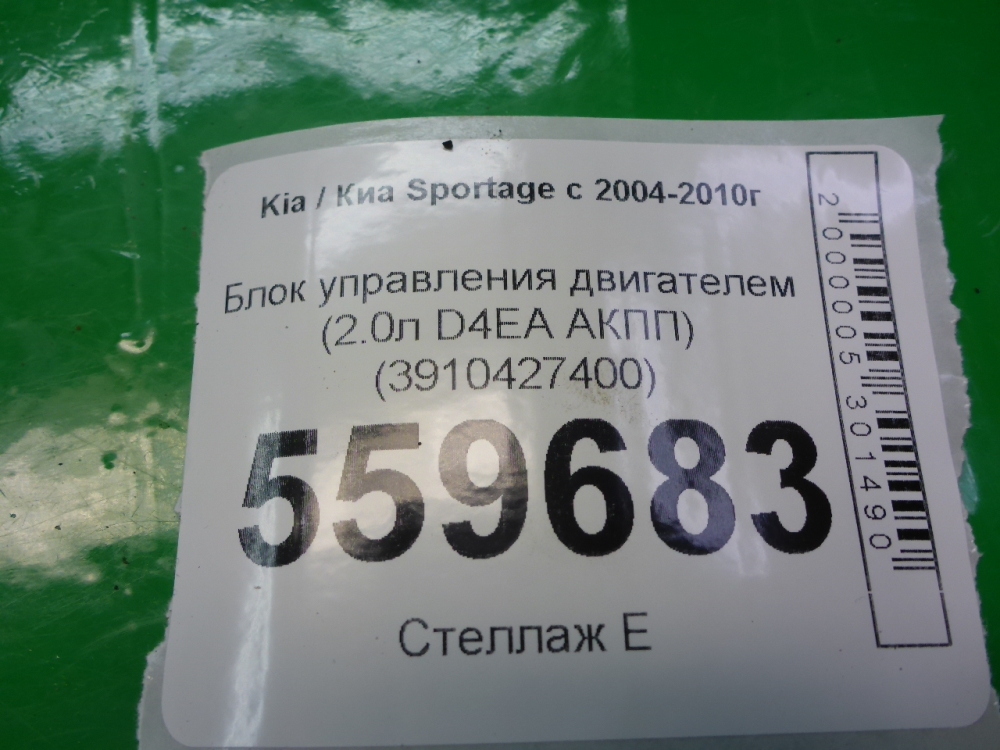 Kia / Киа Sportage с 2004-2010г
Блок управления двигателем
(2.0л D4EA АКПП)
(3910427400)
559683
Стеллаж Е
2000005301490